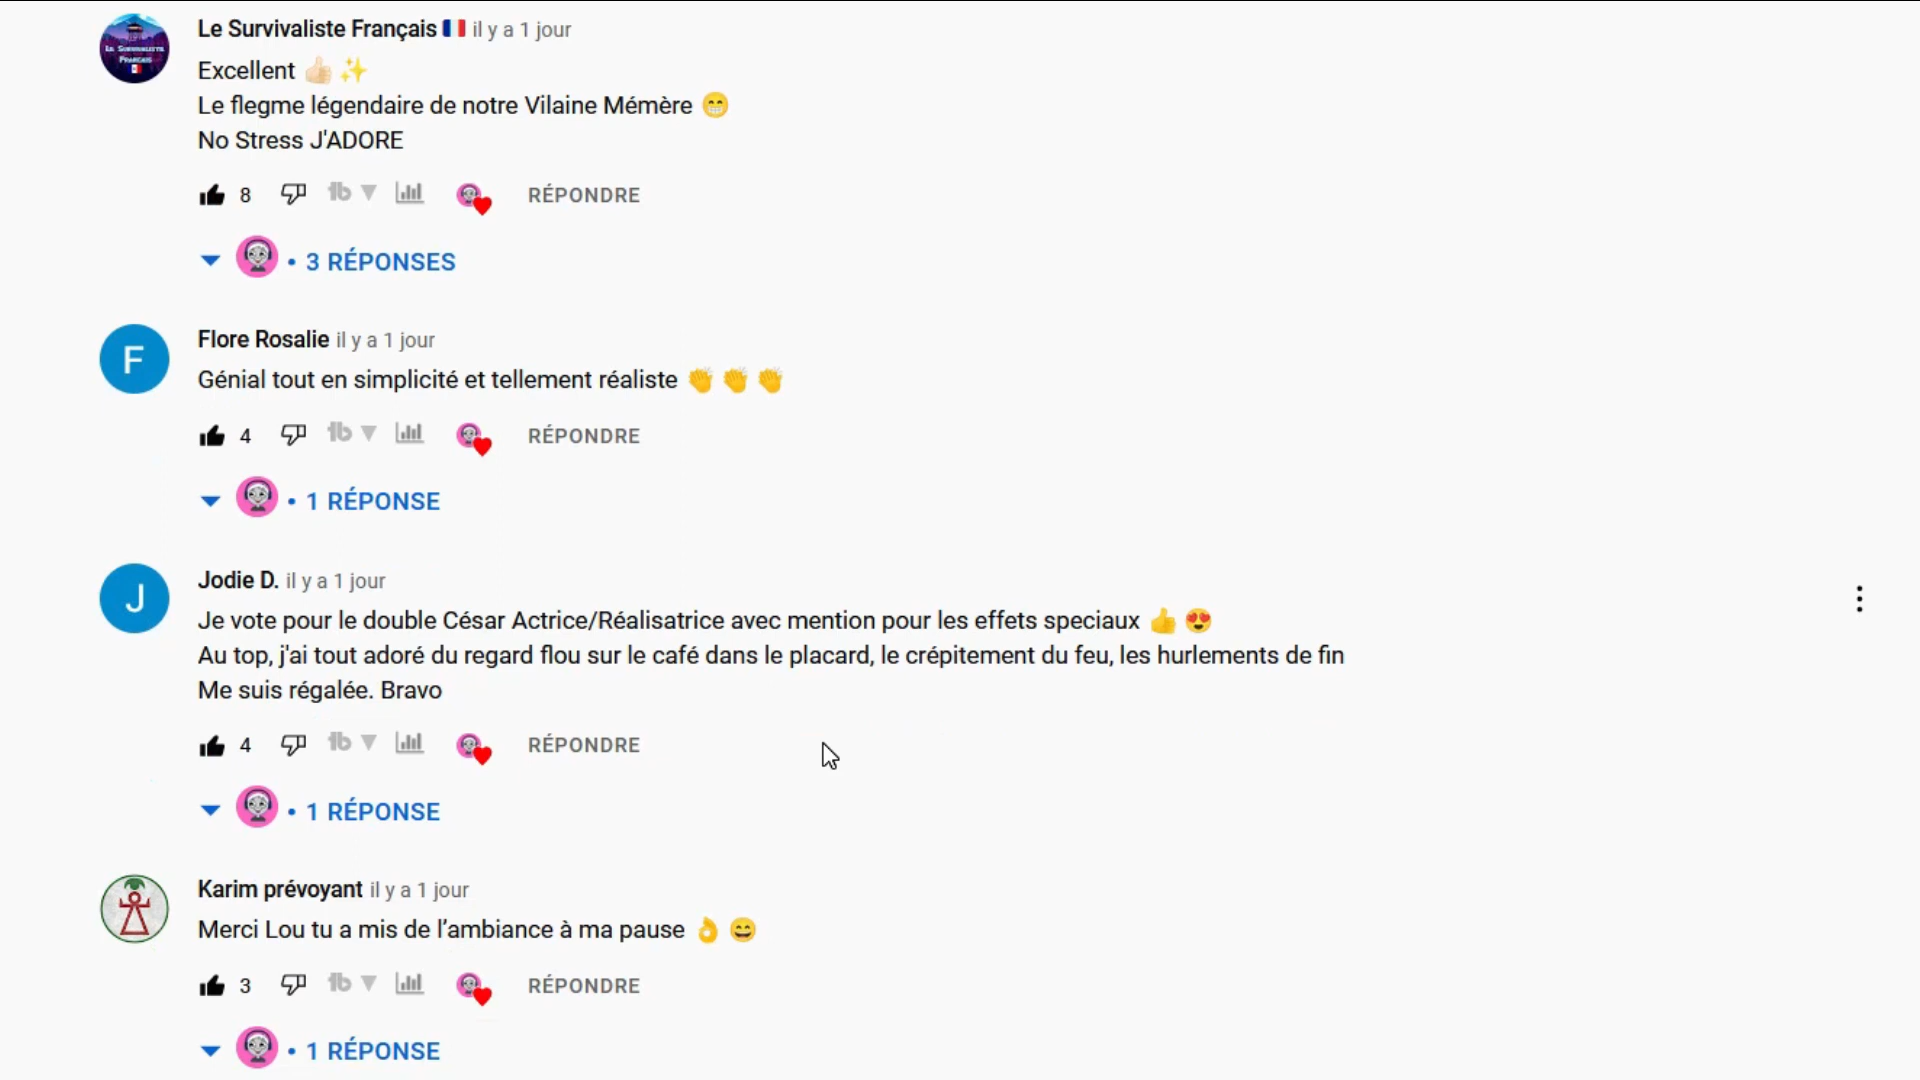 Le Survivaliste Français 🇫🇷 il y a 1 jour
Excellent 👍🏻 ✨
Le flegme légendaire de notre Vilaine Mémère 😁
No Stress J'ADORE
8 RÉPONDRE
• 3 RÉPONSES
F
Flore Rosalie il y a 1 jour
Génial tout en simplicité et tellement réaliste 👏 👏 👏
4 RÉPONDRE
• 1 RÉPONSE
J
Jodie D. il y a 1 jour
Je vote pour le double César Actrice/Réalisatrice avec mention pour les effets speciaux 👍 😍
Au top, j'ai tout adoré du regard flou sur le café dans le placard, le crépitement du feu, les hurlements de fin
Me suis régalée. Bravo
4 RÉPONDRE
• 1 RÉPONSE
Karim prévoyant il y a 1 jour
Merci Lou tu a mis de l’ambiance à ma pause 👌 😄
3 RÉPONDRE
• 1 RÉPONSE